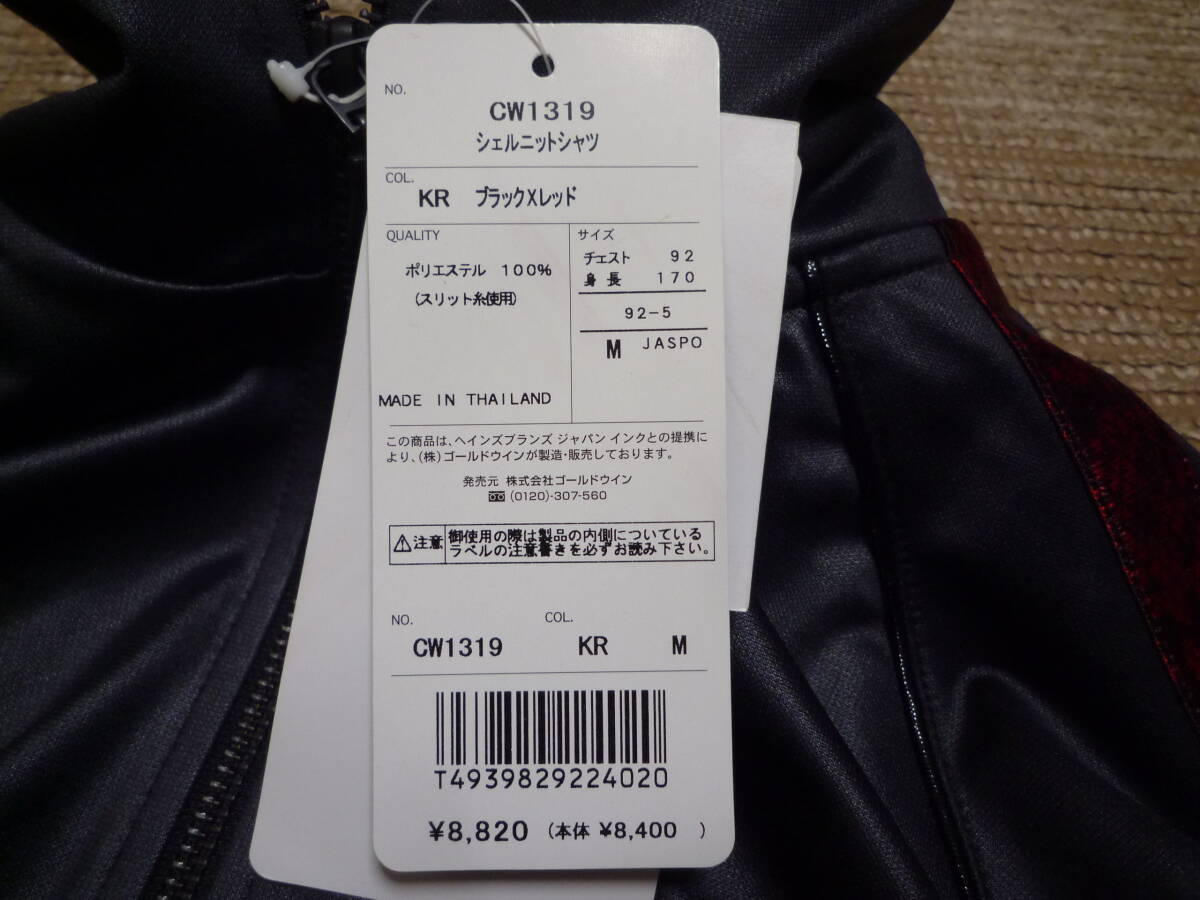 NO.
CW1319
シェルニットシャツ
COL.
KR ブラック×レッド
QUALITY
ポリエステル 100%
(スリット糸使用)
MADE IN THAILAND
サイズ
チェスト 92
身長 170
92-5
M JASPO
この商品は、ヘインズブランズ ジャパン インクとの提携に
より、(株)ゴールドウインが製造・販売しております。
発売元 株式会社ゴールドウイン
(0120)-307-560
注意
御使用の際は製品の内側についている
ラベルの注意書きを必ずお読み下さい。
NO. COL.
CW1319 KR M
T4939829224020
¥8,820 (本体 ¥8,400 )